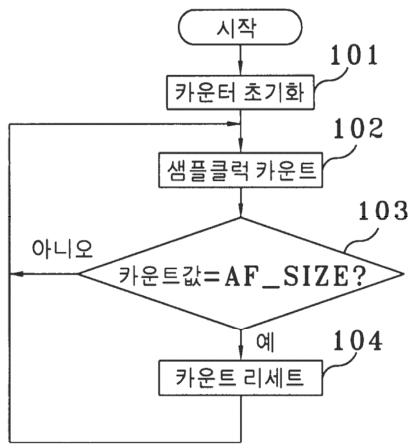 시작
101
카운터 초기화
102
샘플클럭 카운트
103
아니오
카운트값=AF_SIZE?
예
104
카운트 리세트